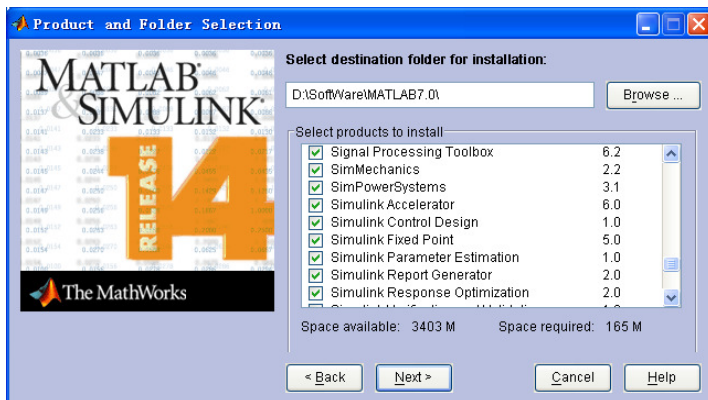 Product and Folder Selection
MATLAB®
&SIMULINK®
RELEASE 14
The MathWorks
Select destination folder for installation:
D:\SoftWare\MATLAB7.0\
Browse ...
Select products to install
Signal Processing Toolbox 6.2
SimMechanics 2.2
SimPowerSystems 3.1
Simulink Accelerator 6.0
Simulink Control Design 1.0
Simulink Fixed Point 5.0
Simulink Parameter Estimation 1.0
Simulink Report Generator 2.0
Simulink Response Optimization 2.0
Space available: 3403 M Space required: 165 M
< Back
Next >
Cancel
Help